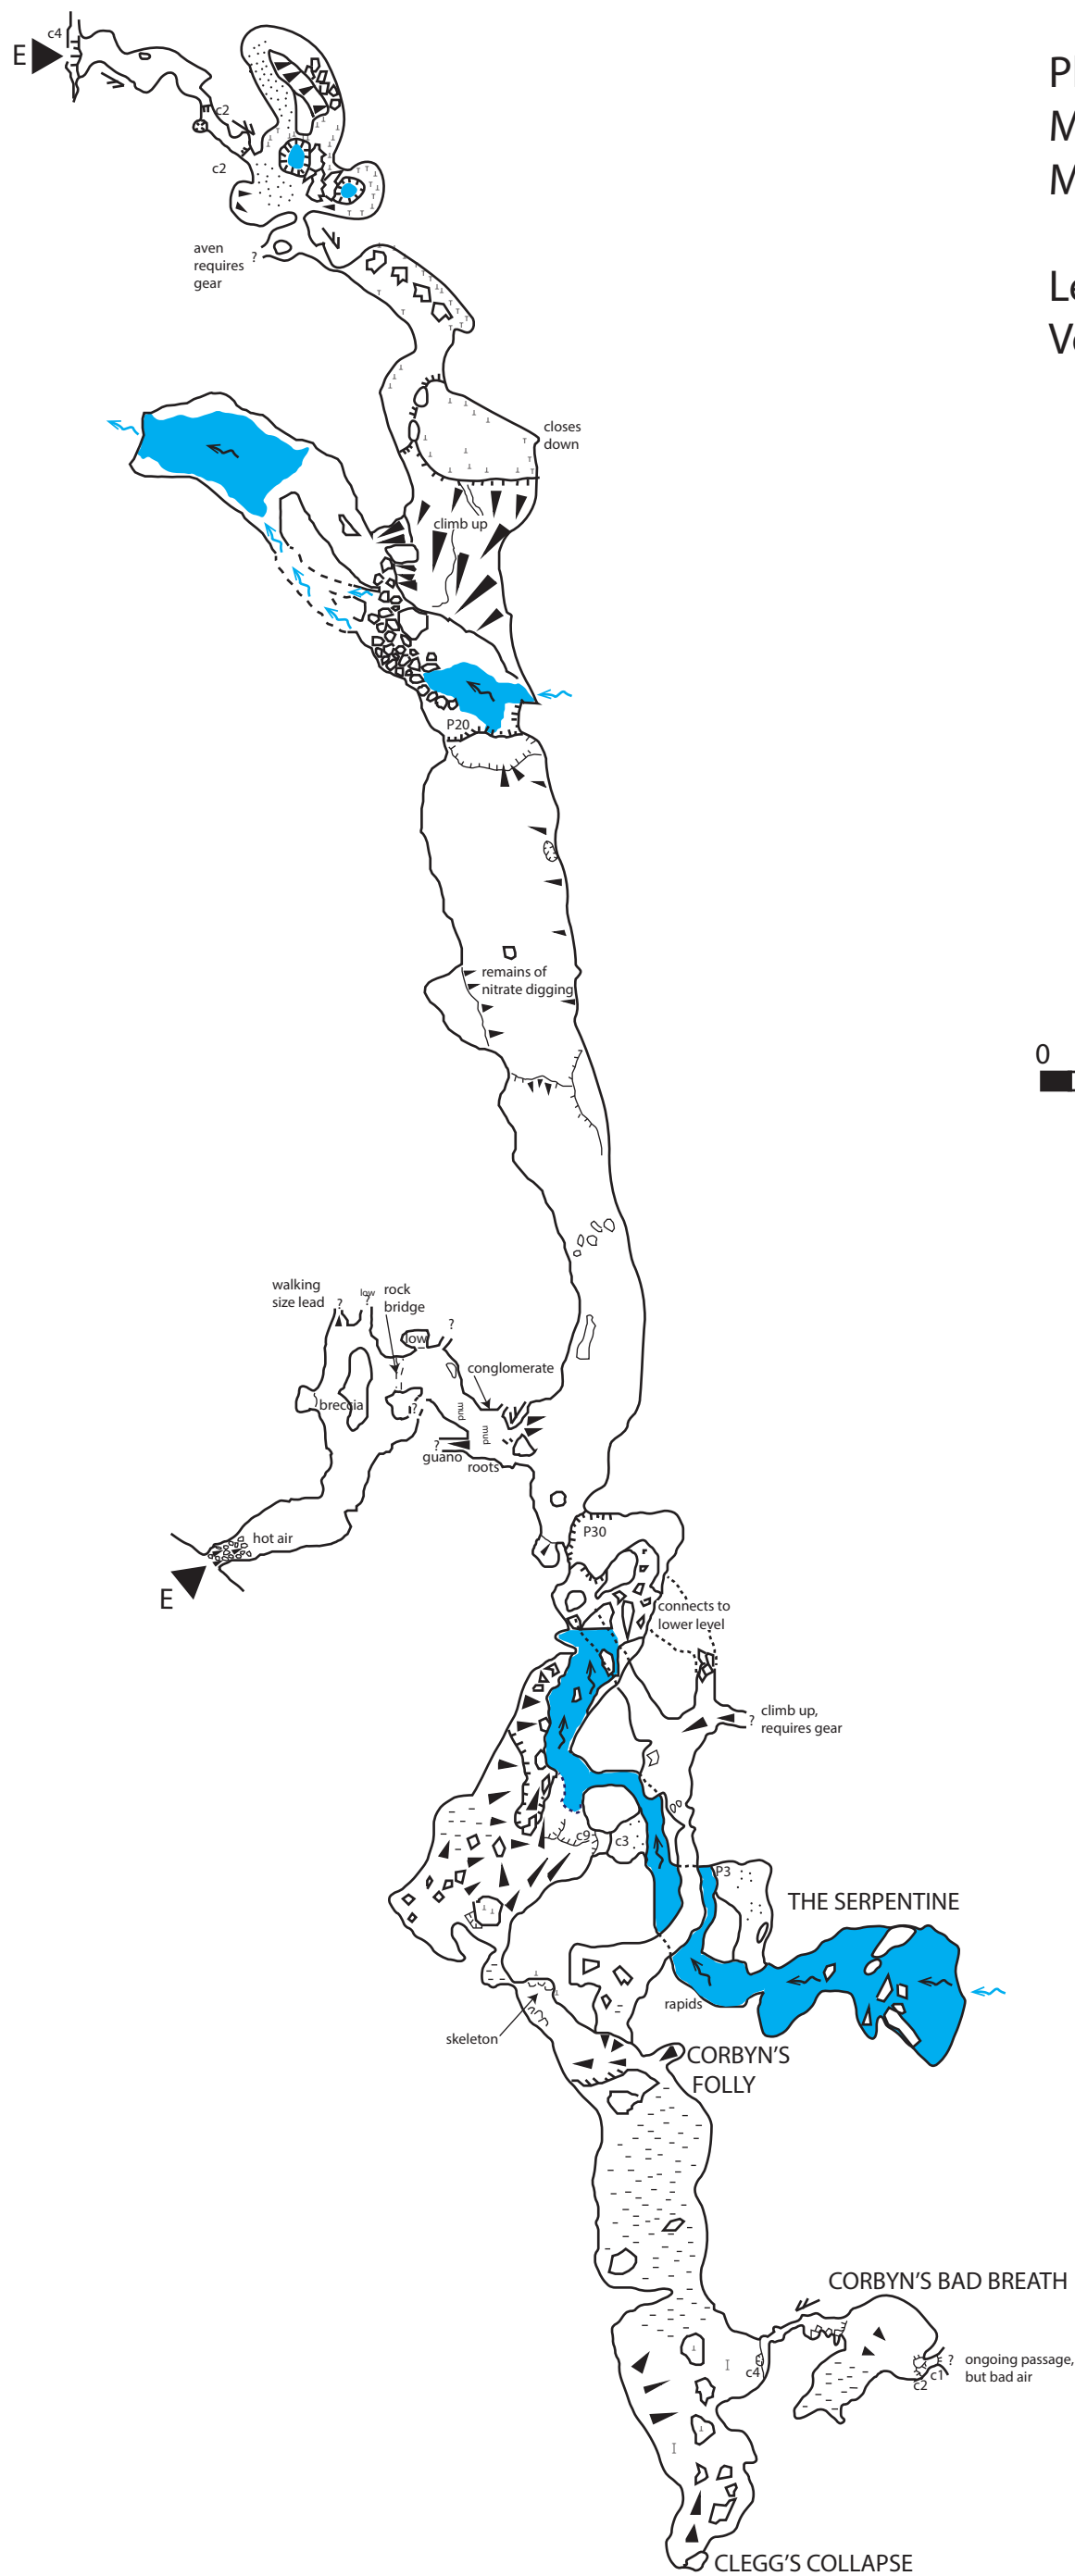 c4
E
c2
c2
aven
requires
gear
?
closes
down
climb up
P20
remains of
nitrate digging
0
walking
size lead
?
low
?
rock
bridge
?
low
conglomerate
breccia
?
mud
mud
?
guano
roots
hot air
E
P30
connects to
lower level
?
climb up,
requires gear
c9
c3
P3
THE SERPENTINE
rapids
skeleton
CORBYN'S
FOLLY
CORBYN'S BAD BREATH
c4
?
c1
c2
ongoing passage,
but bad air
CLEGG'S COLLAPSE